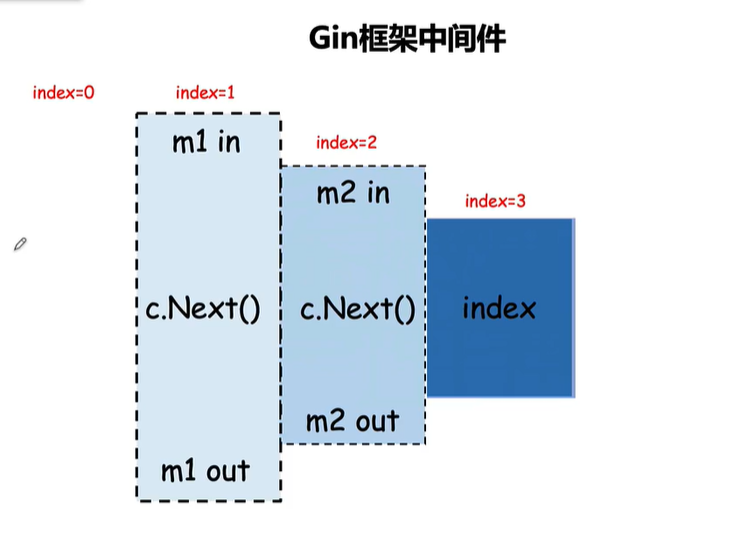 Gin框架中间件
index=0
index=1
m1 in
index=2
m2 in
index=3
c.Next()
c.Next()
index
m2 out
m1 out